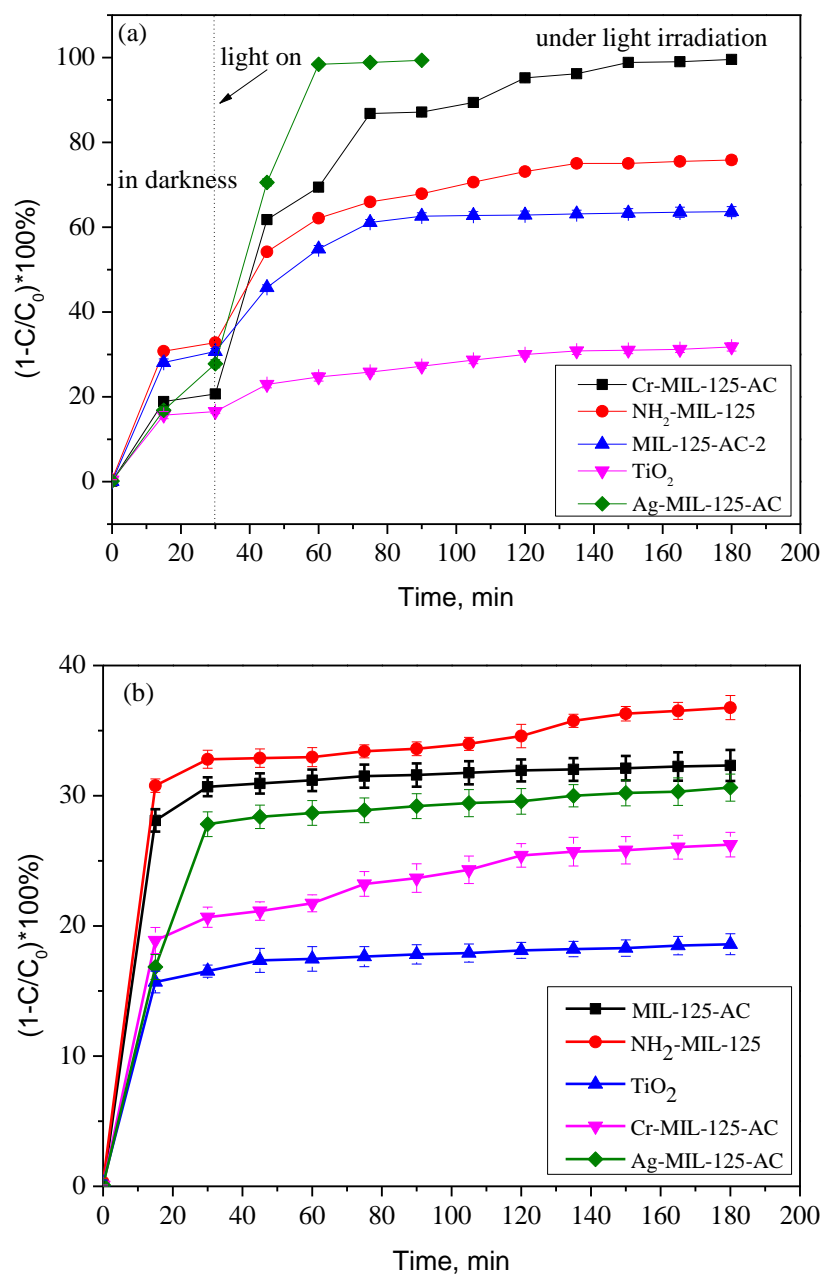 (a)
light on
under light irradiation
in darkness
(1-C/C₀)*100%
100
80
60
40
20
0
Cr-MIL-125-AC
NH₂-MIL-125
MIL-125-AC-2
TiO₂
Ag-MIL-125-AC
0 20 40 60 80 100 120 140 160 180 200
Time, min
(b)
(1-C/C₀)*100%
40
30
20
10
0
MIL-125-AC
NH₂-MIL-125
TiO₂
Cr-MIL-125-AC
Ag-MIL-125-AC
0 20 40 60 80 100 120 140 160 180 200
Time, min